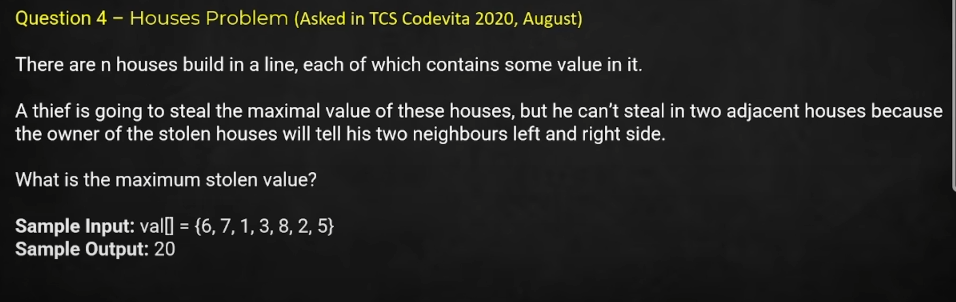 Question 4 – Houses Problem (Asked in TCS Codevita 2020, August)
There are n houses build in a line, each of which contains some value in it.
A thief is going to steal the maximal value of these houses, but he can't steal in two adjacent houses because
the owner of the stolen houses will tell his two neighbours left and right side.
What is the maximum stolen value?
Sample Input: val[] = {6, 7, 1, 3, 8, 2, 5}
Sample Output: 20